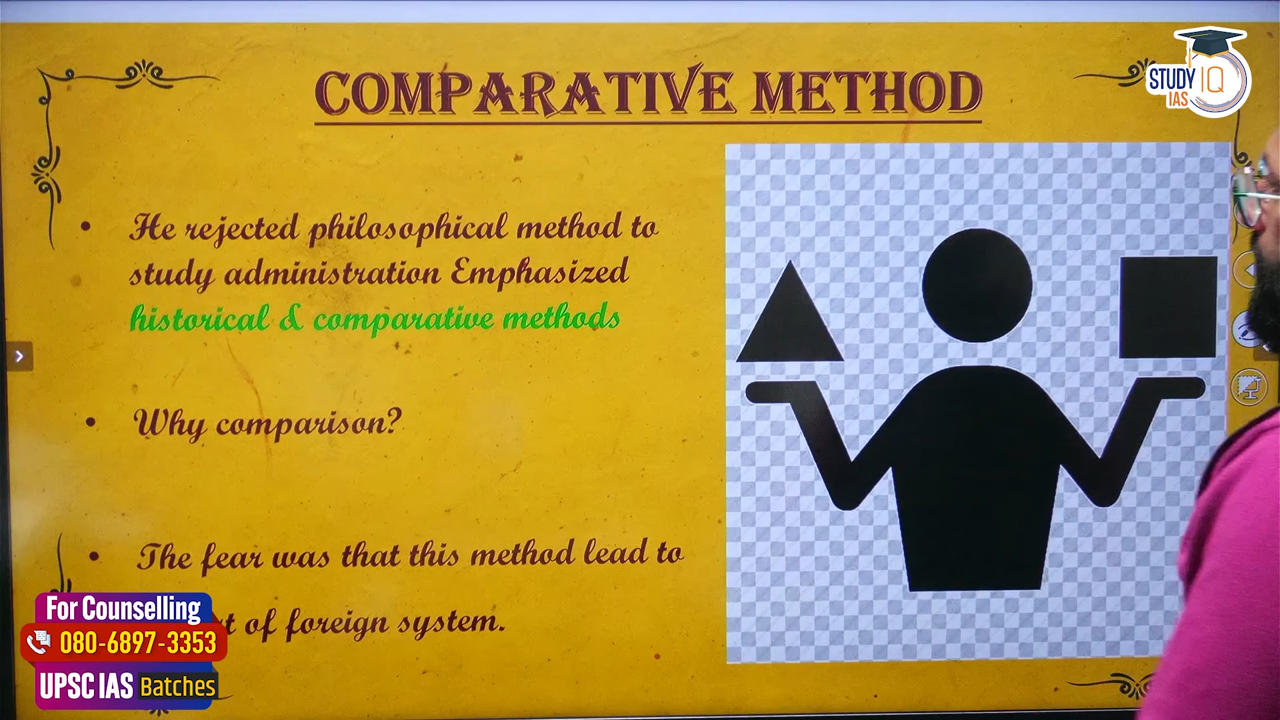 COMPARATIVE METHOD
STUDY IQ
IAS
• He rejected philosophical method to
study administration Emphasized
historical & comparative methods
• Why comparison?
• The fear was that this method lead to
of foreign system.
For Counselling
080-6897-3353
UPSC IAS Batches